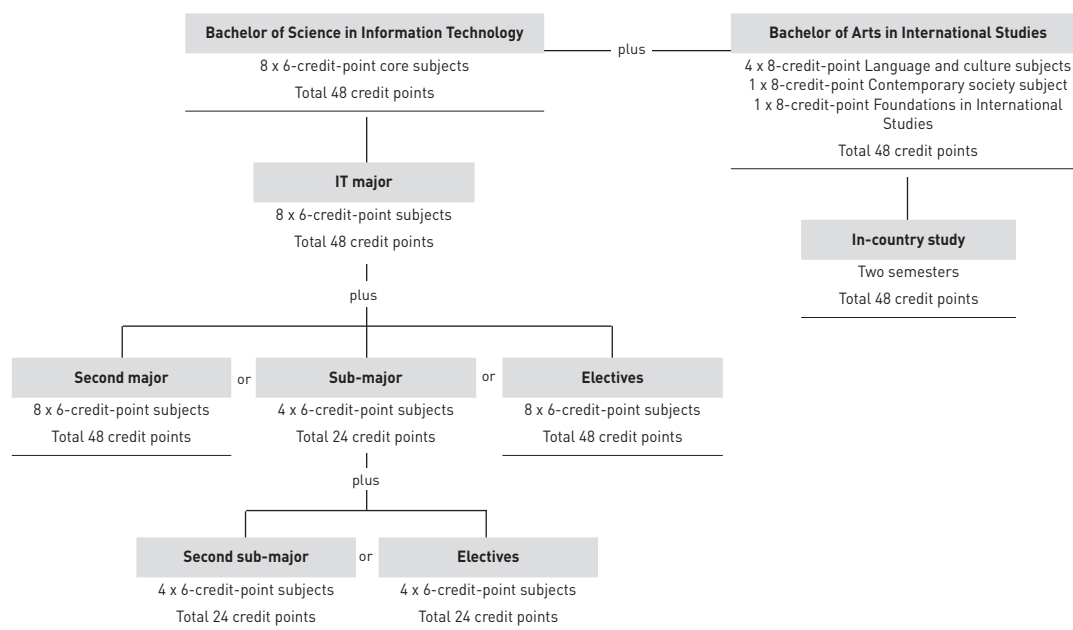 Bachelor of Science in Information Technology
8 x 6-credit-point core subjects
Total 48 credit points
plus
Bachelor of Arts in International Studies
4 x 8-credit-point Language and culture subjects
1 x 8-credit-point Contemporary society subject
1 x 8-credit-point Foundations in International
Studies
Total 48 credit points
IT major
8 x 6-credit-point subjects
Total 48 credit points
In-country study
Two semesters
Total 48 credit points
plus
Second major
8 x 6-credit-point subjects
Total 48 credit points
or
Sub-major
4 x 6-credit-point subjects
Total 24 credit points
or
Electives
8 x 6-credit-point subjects
Total 48 credit points
plus
Second sub-major
4 x 6-credit-point subjects
Total 24 credit points
or
Electives
4 x 6-credit-point subjects
Total 24 credit points